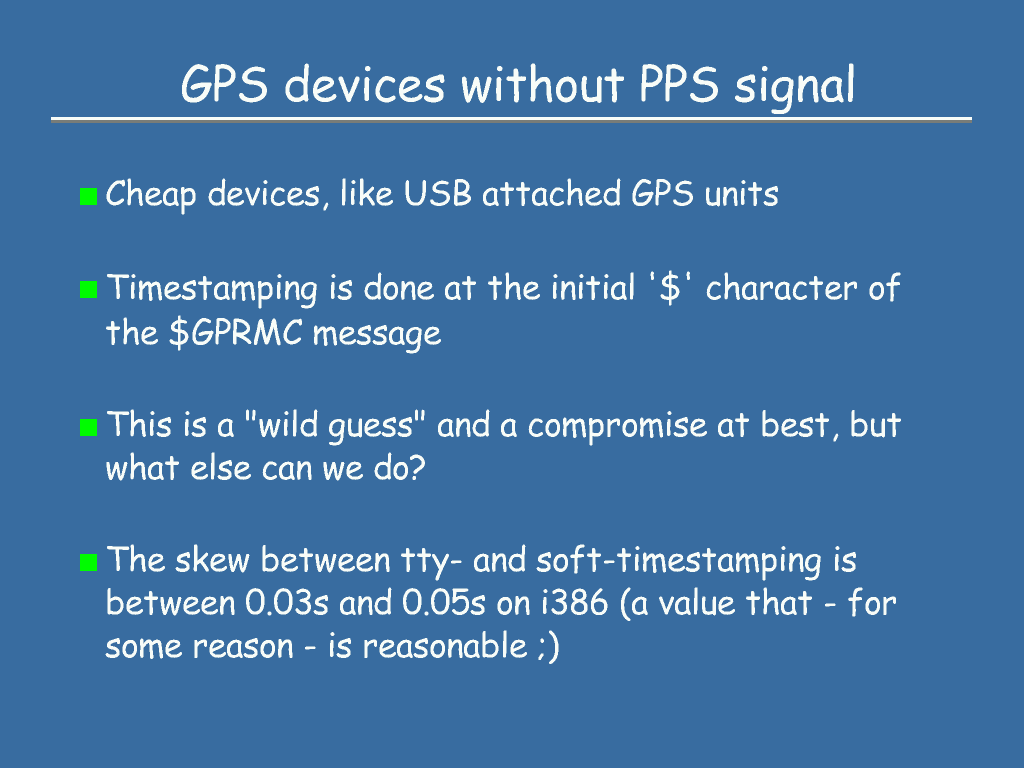 GPS devices without PPS signal
Cheap devices, like USB attached GPS units
Timestamping is done at the initial '$' character of
the $GPRMC message
This is a "wild guess" and a compromise at best, but
what else can we do?
The skew between tty- and soft-timestamping is
between 0.03s and 0.05s on i386 (a value that - for
some reason - is reasonable ;)